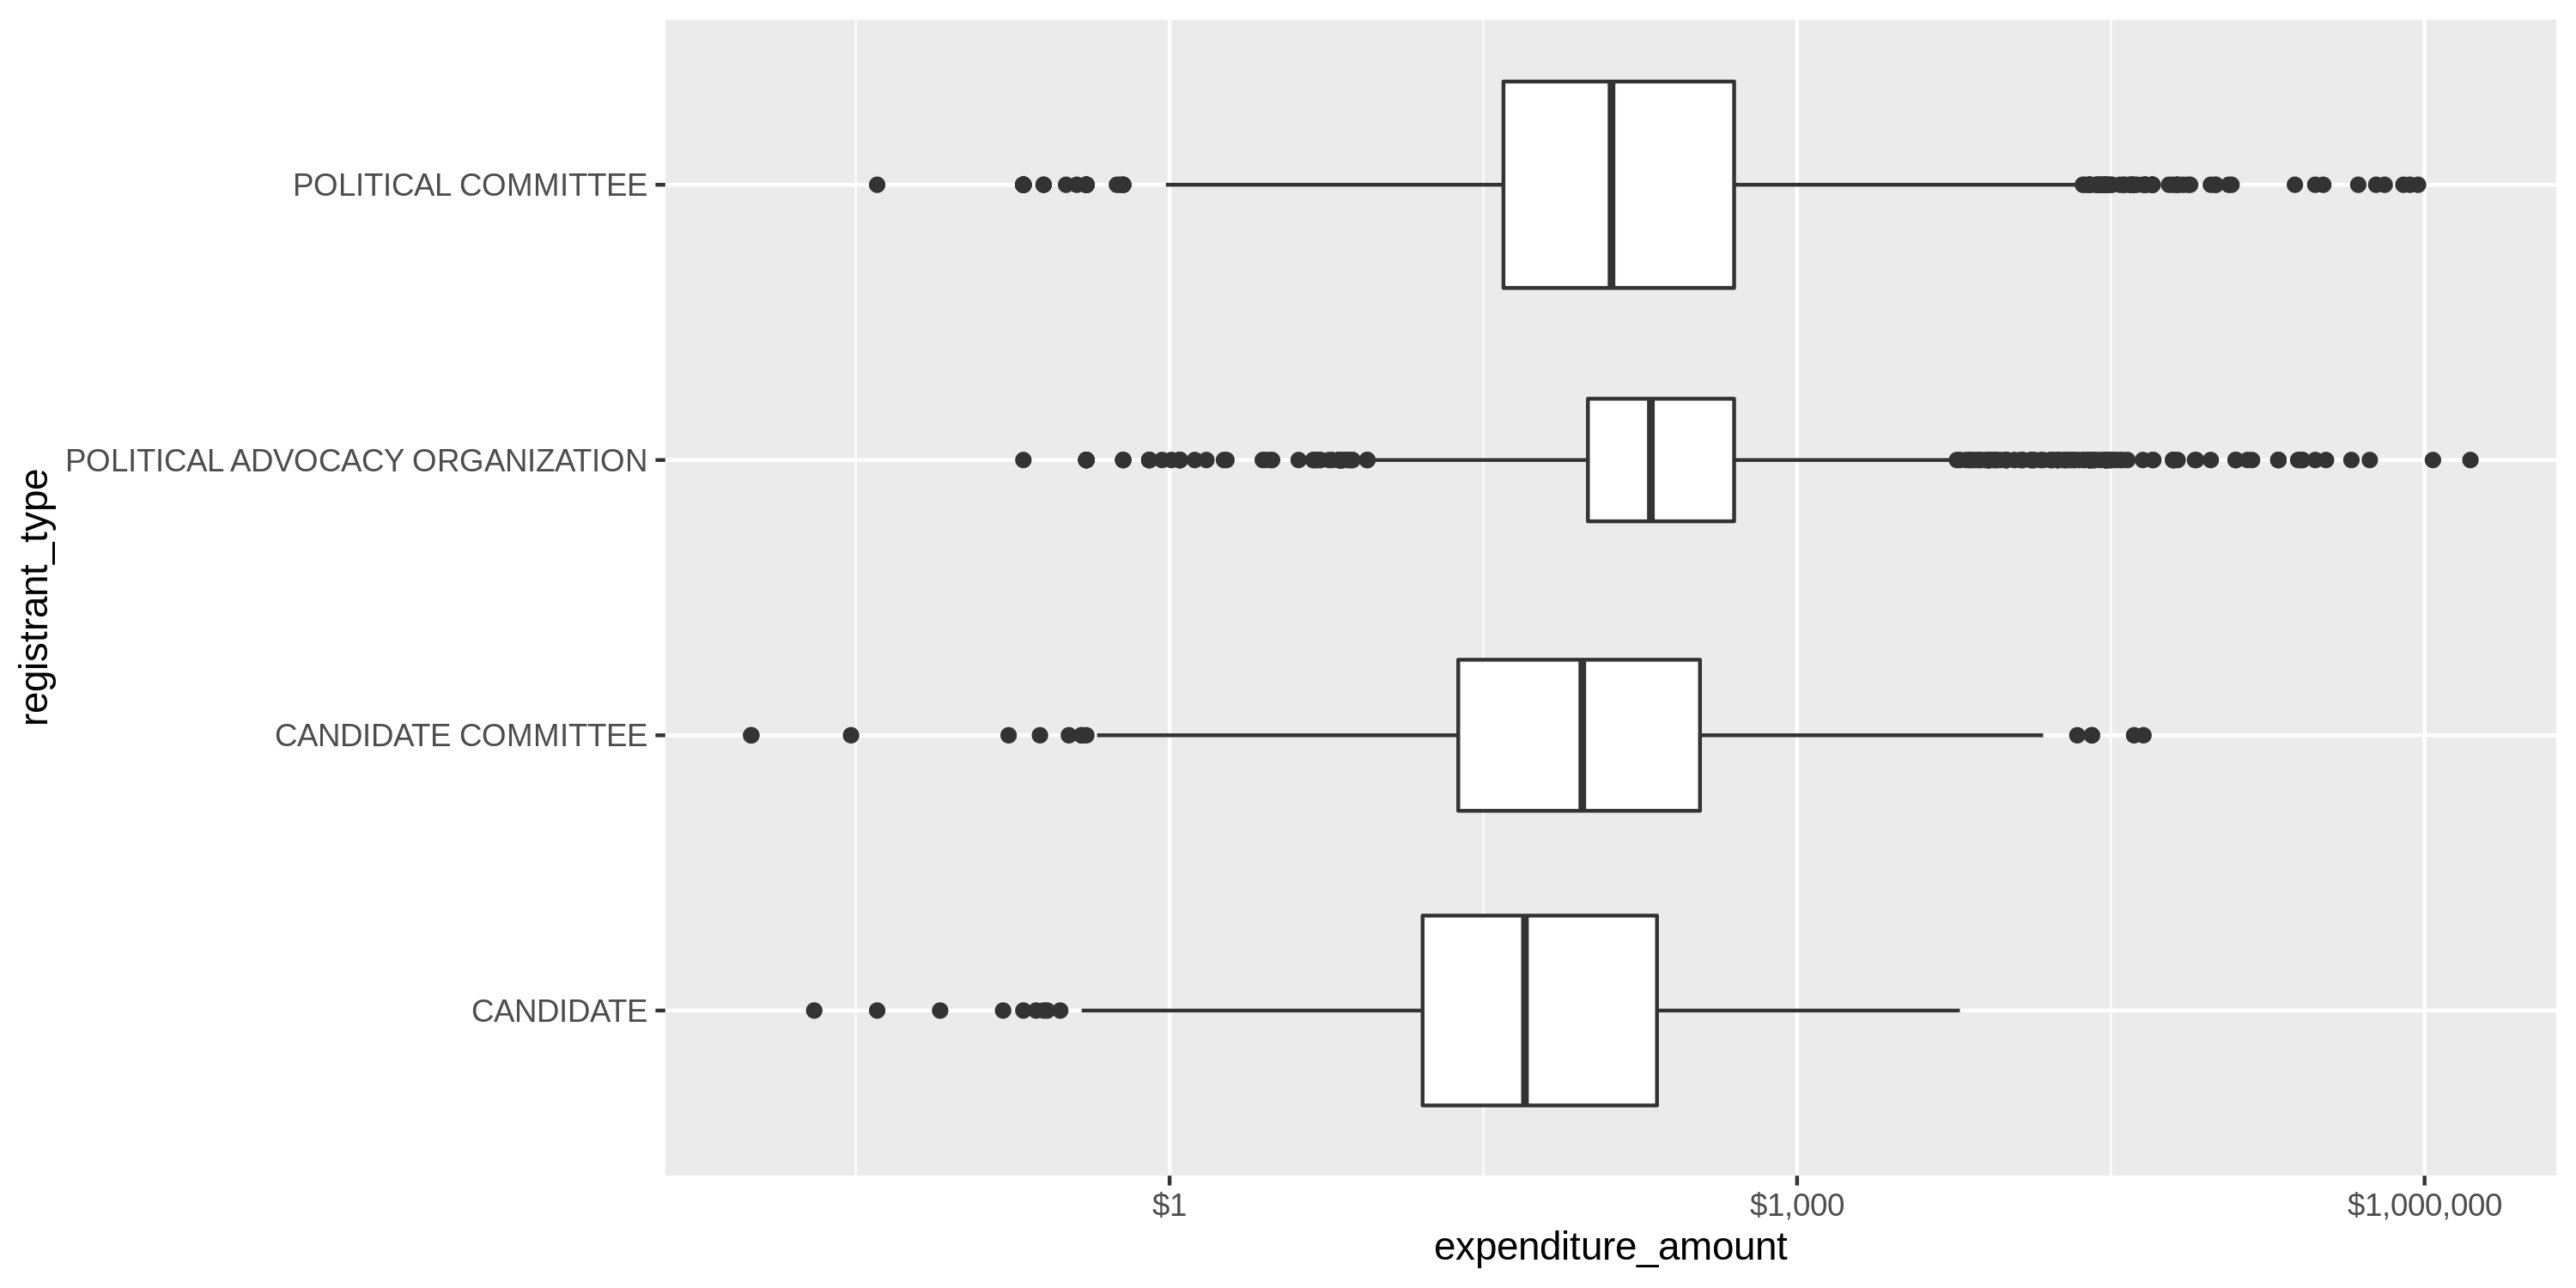 registrant_type
POLITICAL COMMITTEE
POLITICAL ADVOCACY ORGANIZATION
CANDIDATE COMMITTEE
CANDIDATE
$1
$1,000
$1,000,000
expenditure_amount